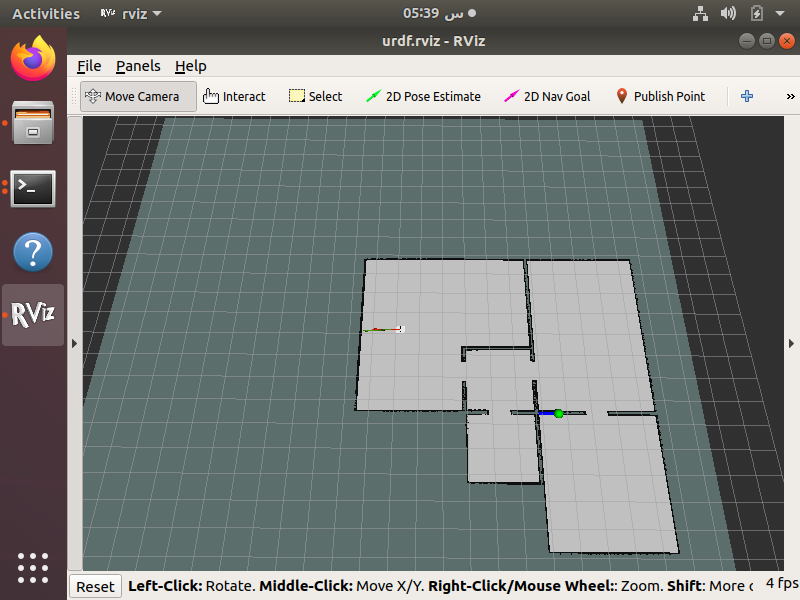 Activities RViz rviz 05:39 س
urdf.rviz - RViz
File Panels Help
Move Camera Interact Select 2D Pose Estimate 2D Nav Goal Publish Point »
?
RViz
Reset Left-Click: Rotate. Middle-Click: Move X/Y. Right-Click/Mouse Wheel:: Zoom. Shift: More 4 fps